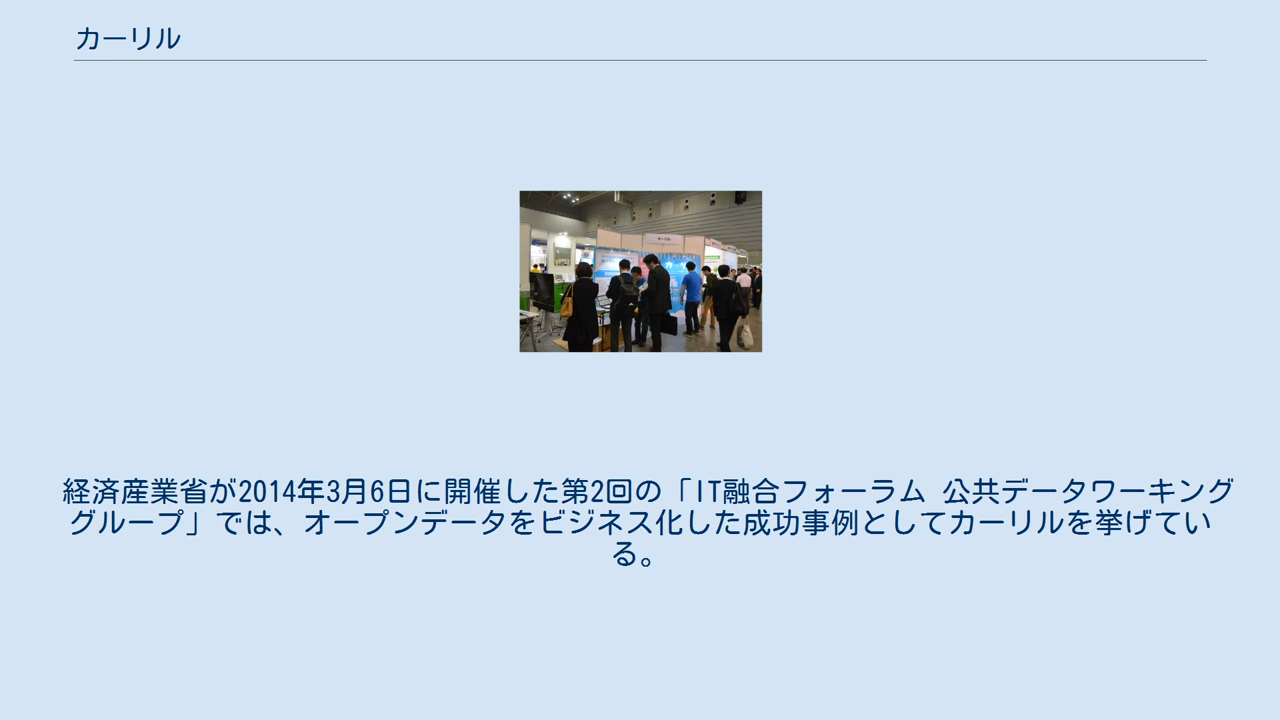 カーリル
カーリル
経済産業省が2014年3月6日に開催した第2回の「IT融合フォーラム 公共データワーキング
グループ」では、オープンデータをビジネス化した成功事例としてカーリルを挙げてい
る。